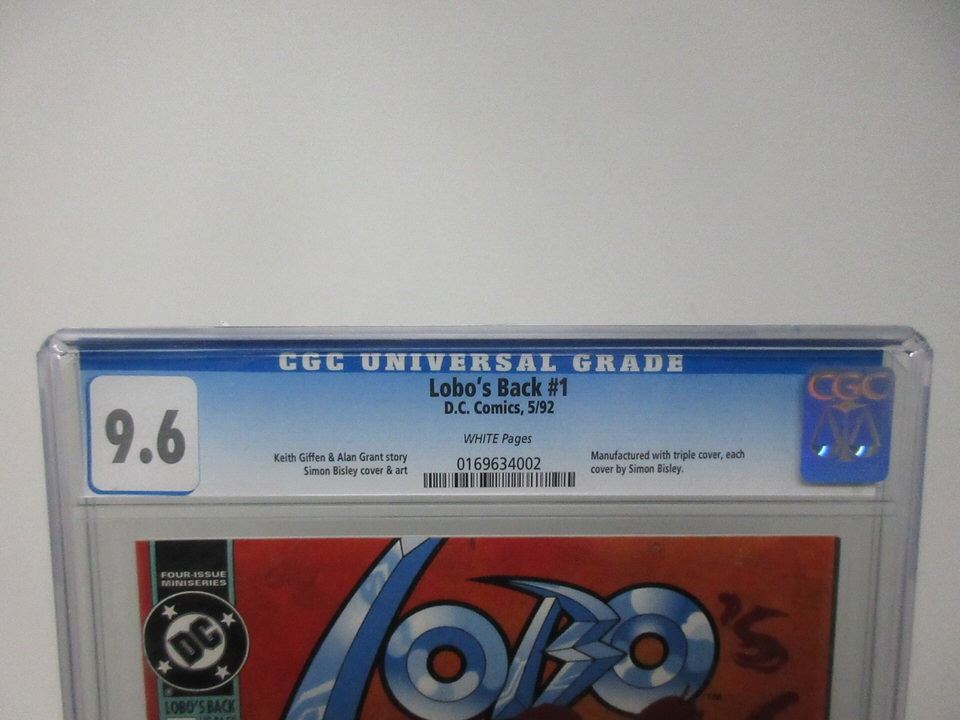 CGC UNIVERSAL GRADE
9.6
Lobo's Back #1
D.C. Comics, 5/92
WHITE Pages
Keith Giffen & Alan Grant story
Simon Bisley cover & art
0169634002
Manufactured with triple cover, each
cover by Simon Bisley.
CGC
FOUR-ISSUE
MINISERIES
DC
LOBO'S BACK
LOBO
'S
TM